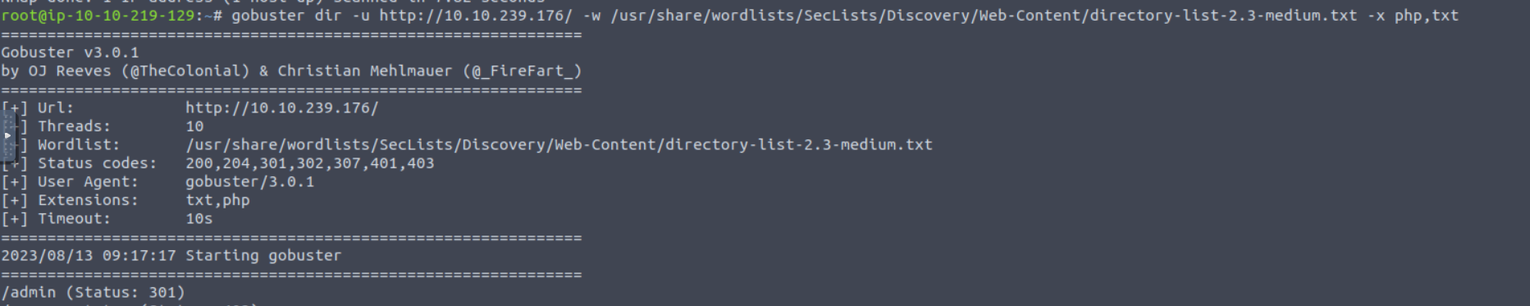 root@ip-10-10-219-129:~# gobuster dir -u http://10.10.239.176/ -w /usr/share/wordlists/SecLists/Discovery/Web-Content/directory-list-2.3-medium.txt -x php,txt
===============================================================
Gobuster v3.0.1
by OJ Reeves (@TheColonial) & Christian Mehlmauer (@_FireFart_)
===============================================================
[+] Url:            http://10.10.239.176/
] Threads:        10
] Wordlist:       /usr/share/wordlists/SecLists/Discovery/Web-Content/directory-list-2.3-medium.txt
[+] Status codes:   200,204,301,302,307,401,403
[+] User Agent:     gobuster/3.0.1
[+] Extensions:     txt,php
[+] Timeout:        10s
===============================================================
2023/08/13 09:17:17 Starting gobuster
===============================================================
/admin (Status: 301)